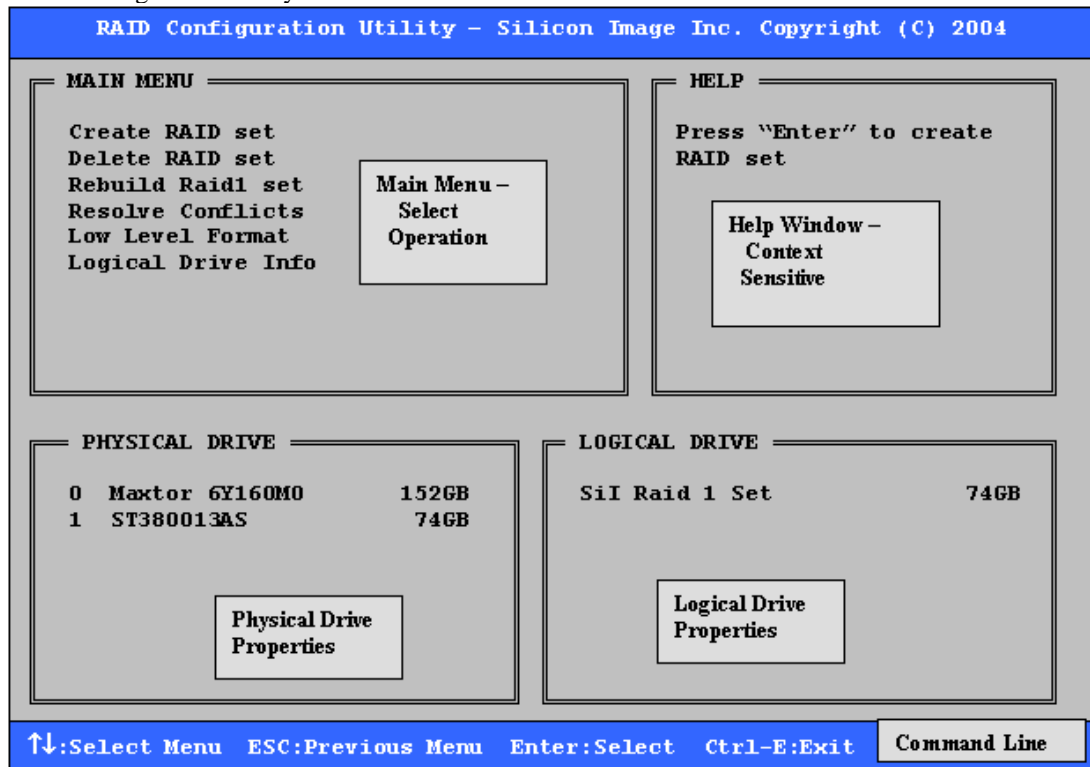 RAID Configuration Utility – Silicon Image Inc. Copyright (C) 2004
MAIN MENU
Create RAID set
Delete RAID set
Rebuild Raid1 set
Resolve Conflicts
Low Level Format
Logical Drive Info
Main Menu –
Select
Operation
HELP
Press “Enter” to create
RAID set
Help Window –
Context
Sensitive
PHYSICAL DRIVE
0 Maxtor 6Y160M0 152GB
1 ST380013AS 74GB
Physical Drive
Properties
LOGICAL DRIVE
SiI Raid 1 Set 74GB
Logical Drive
Properties
↑↓:Select Menu ESC:Previous Menu Enter:Select Ctrl-E:Exit Command Line